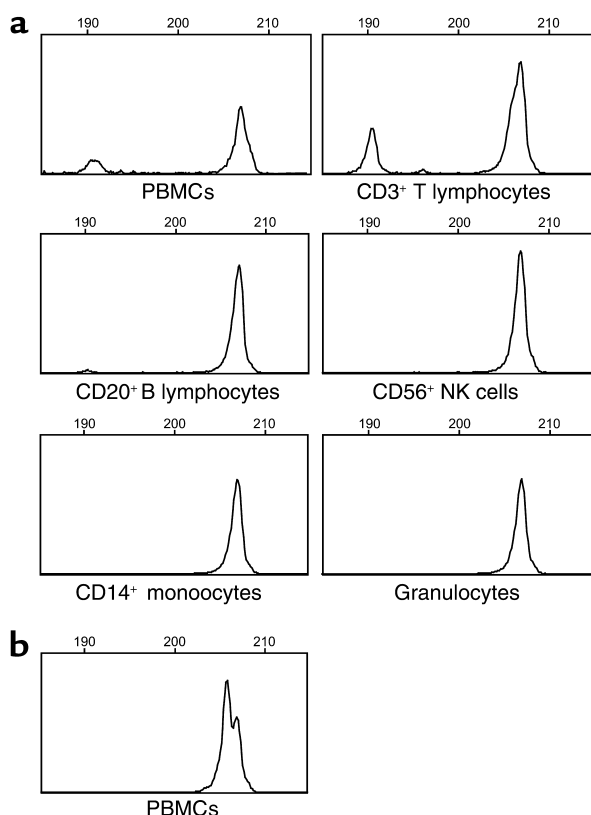 a
190 200 210
190 200 210
PBMCs
CD3⁺ T lymphocytes
190 200 210
190 200 210
CD20⁺ B lymphocytes
CD56⁺ NK cells
190 200 210
190 200 210
CD14⁺ monoocytes
Granulocytes
b
190 200 210
PBMCs